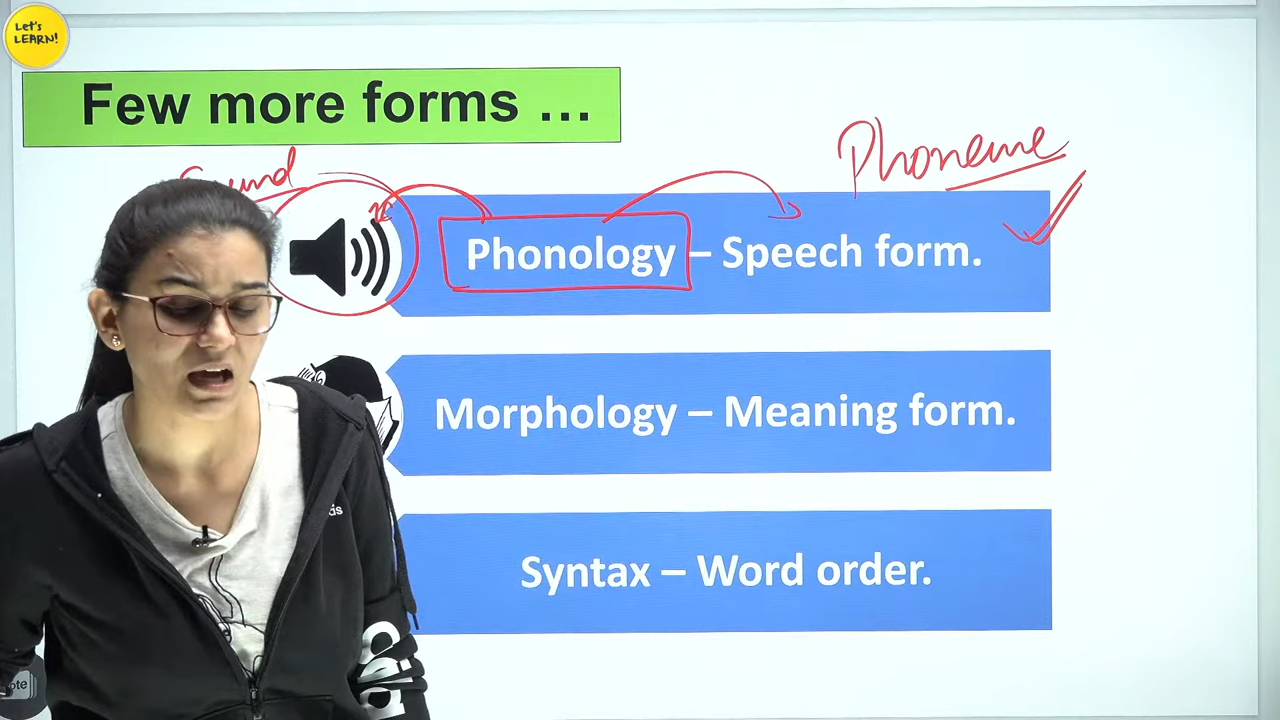 Let's
LEARN!
Few more forms ...
Sound
Phoneme
Phonology – Speech form.
Morphology – Meaning form.
Syntax – Word order.